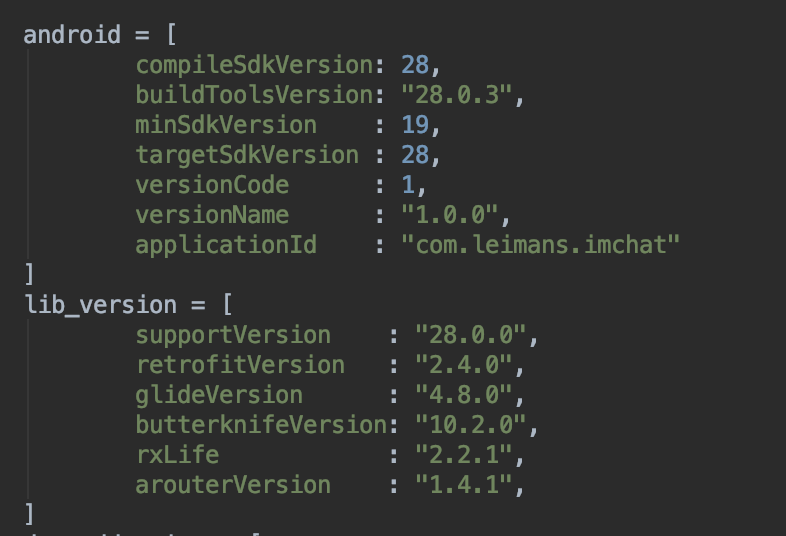 android = [
compileSdkVersion: 28,
buildToolsVersion: "28.0.3",
minSdkVersion    : 19,
targetSdkVersion : 28,
versionCode      : 1,
versionName      : "1.0.0",
applicationId    : "com.leimans.imchat"
]
lib_version = [
supportVersion    : "28.0.0",
retrofitVersion   : "2.4.0",
glideVersion      : "4.8.0",
butterknifeVersion: "10.2.0",
rxLife            : "2.2.1",
arouterVersion    : "1.4.1",
]